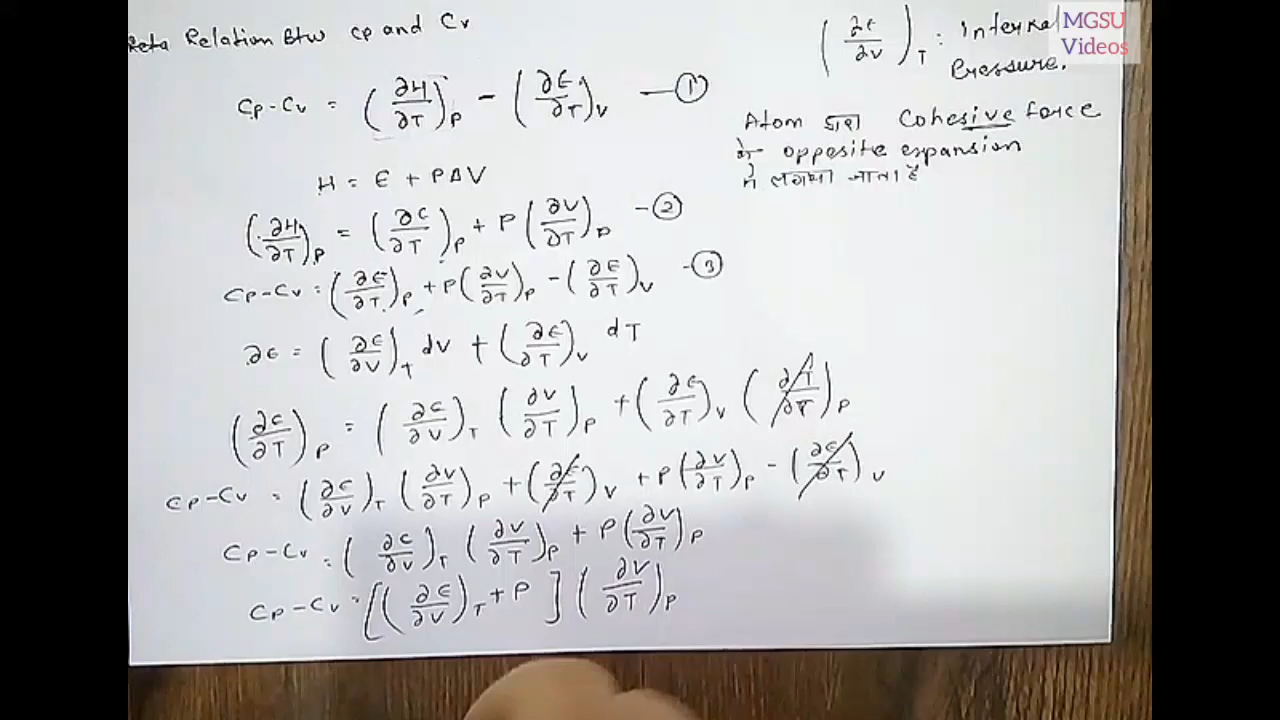 Relation Btw Cp and Cv
Cp-Cv = (∂H/∂T)P - (∂E/∂T)V —①
H = E + PΔV
(∂H/∂T)P = (∂E/∂T)P + P(∂V/∂T)P -②
Cp-Cv = (∂E/∂T)P + P(∂V/∂T)P - (∂E/∂T)V -③
∂E = (∂E/∂V)T dV + (∂E/∂T)V dT
(∂E/∂T)P = (∂E/∂V)T (∂V/∂T)P + (∂E/∂T)V (∂T/∂T)P
Cp-Cv = (∂E/∂V)T (∂V/∂T)P + (∂E/∂T)V + P(∂V/∂T)P - (∂E/∂T)V
Cp-Cv = (∂E/∂V)T (∂V/∂T)P + P(∂V/∂T)P
Cp-Cv = [(∂E/∂V)T + P] (∂V/∂T)P
(∂E/∂V)T : Internal
Pressure.
Atom द्वारा Cohesive force
के opposite expansion
में लगाया जाता है
MGSU
Videos